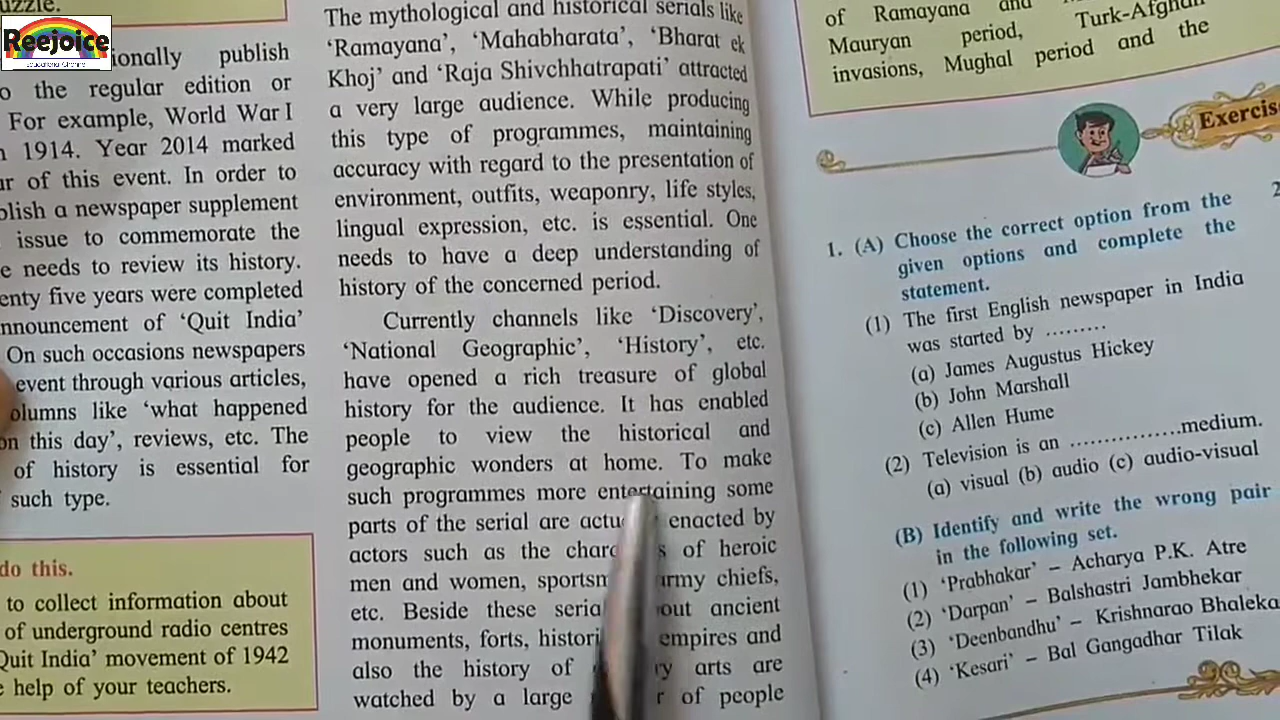 uzzle.
Reejoice
Educational Channel
ionally publish
o the regular edition or
For example, World War I
1914. Year 2014 marked
of this event. In order to
a newspaper supplement
issue to commemorate the
e needs to review its history.
enty five years were completed
nnouncement of ‘Quit India’
On such occasions newspapers
event through various articles,
olumns like ‘what happened
on this day’, reviews, etc. The
of history is essential for
such type.
do this.
to collect information about
of underground radio centres
Quit India’ movement of 1942
help of your teachers.
The mythological and historical serials like
‘Ramayana’, ‘Mahabharata’, ‘Bharat ek
Khoj’ and ‘Raja Shivchhatrapati’ attracted
a very large audience. While producing
this type of programmes, maintaining
accuracy with regard to the presentation of
environment, outfits, weaponry, life styles,
lingual expression, etc. is essential. One
needs to have a deep understanding of
history of the concerned period.
Currently channels like ‘Discovery’,
‘National Geographic’, ‘History’, etc.
have opened a rich treasure of global
history for the audience. It has enabled
people to view the historical and
geographic wonders at home. To make
such programmes more entertaining some
parts of the serial are actu enacted by
actors such as the char s of heroic
men and women, sportsm army chiefs,
etc. Beside these seria out ancient
monuments, forts, histori empires and
also the history of ry arts are
watched by a large r of people
of Ramayana and
Mauryan period, Turk-Afghan
invasions, Mughal period and the
Exercis
1. (A) Choose the correct option from the
given options and complete the
statement.
(1) The first English newspaper in India
was started by .........
(a) James Augustus Hickey
(b) John Marshall
(c) Allen Hume
(2) Television is an ................medium.
(a) visual (b) audio (c) audio-visual
(B) Identify and write the wrong pair
in the following set.
(1) ‘Prabhakar’ – Acharya P.K. Atre
(2) ‘Darpan’ – Balshastri Jambhekar
(3) ‘Deenbandhu’ – Krishnarao Bhaleka
(4) ‘Kesari’ – Bal Gangadhar Tilak
2